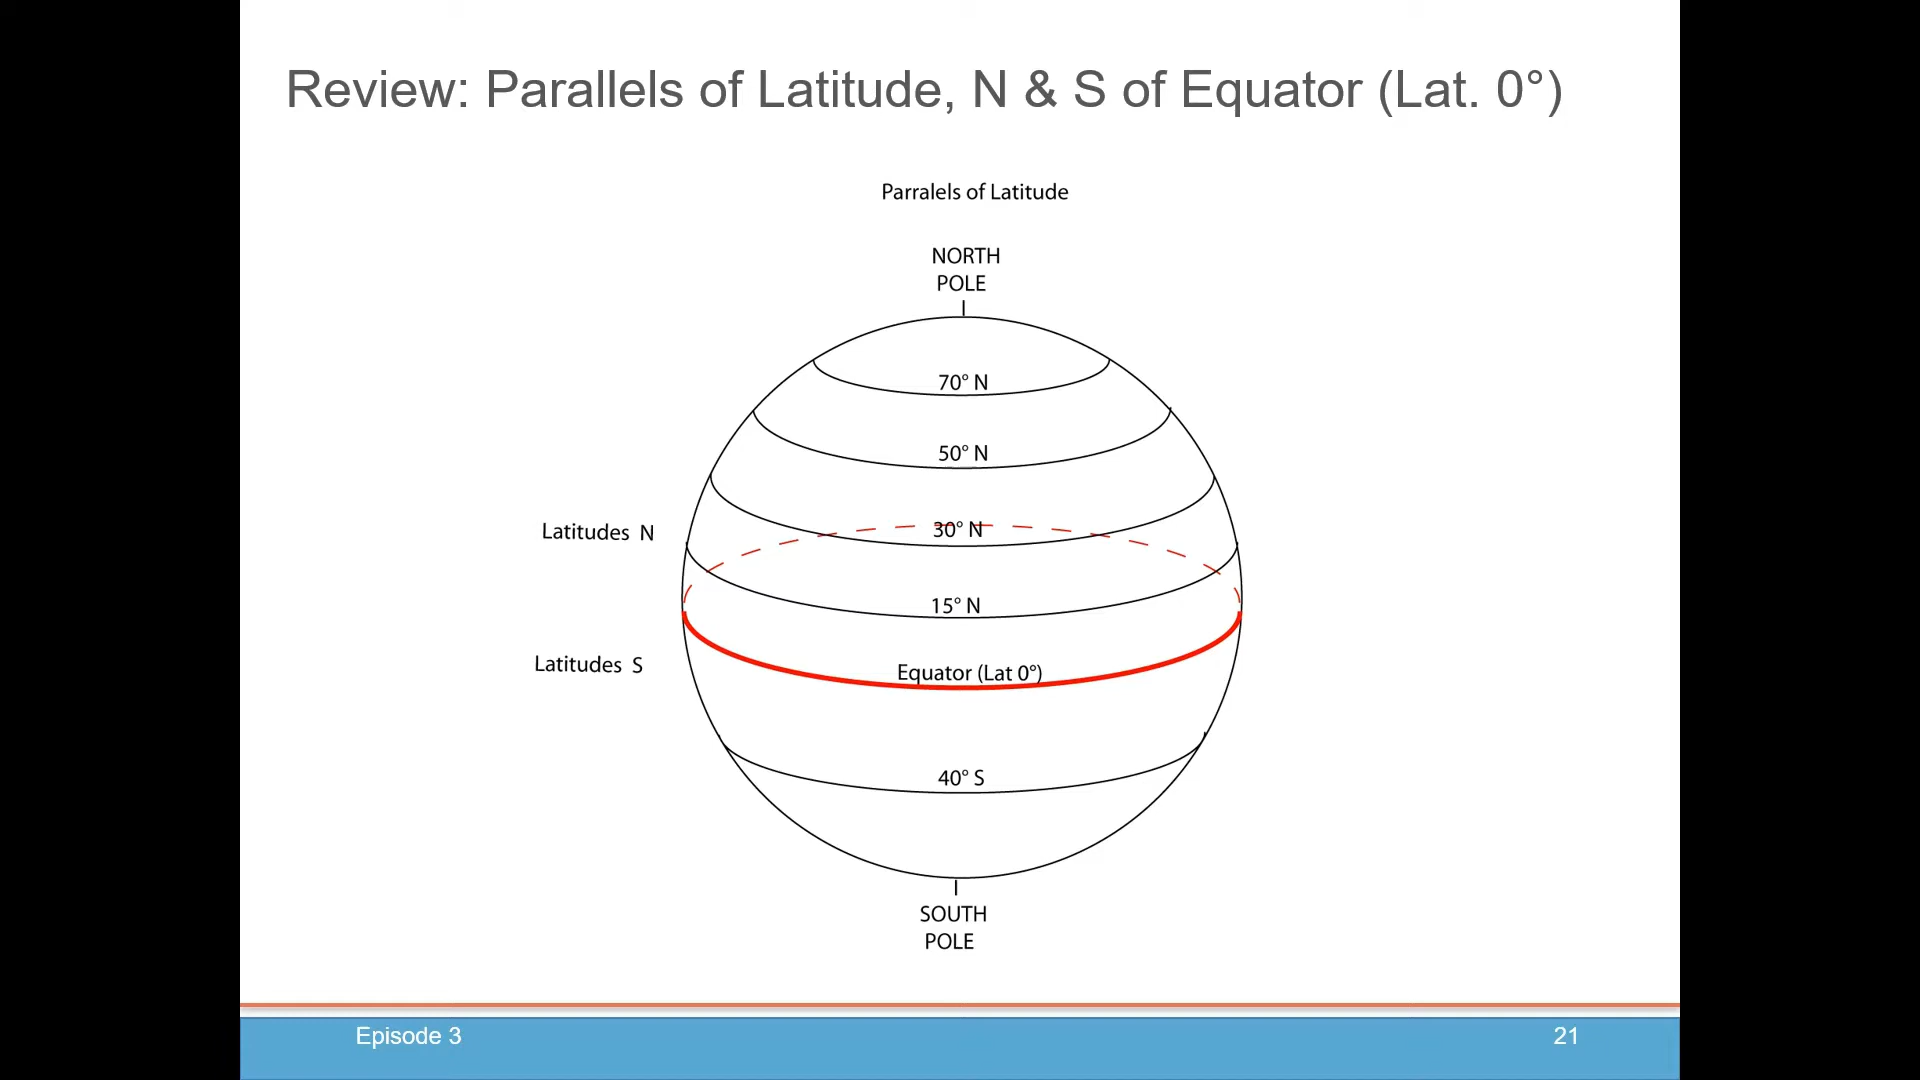 Review: Parallels of Latitude, N & S of Equator (Lat. 0°)
Parralels of Latitude
NORTH
POLE
70° N
50° N
30° N
Latitudes N
15° N
Latitudes S
Equator (Lat 0°)
40° S
SOUTH
POLE
Episode 3
21